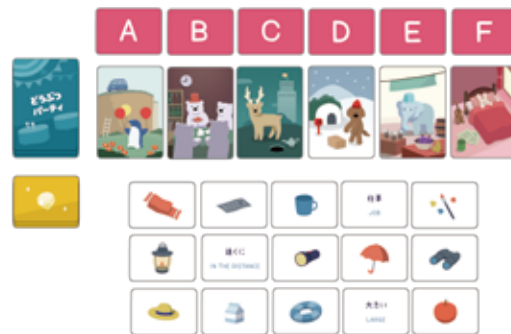 A B C D E F
どうぶつ
パーティ
仕事
JOB
遠くに
IN THE DISTANCE
大きい
LARGE